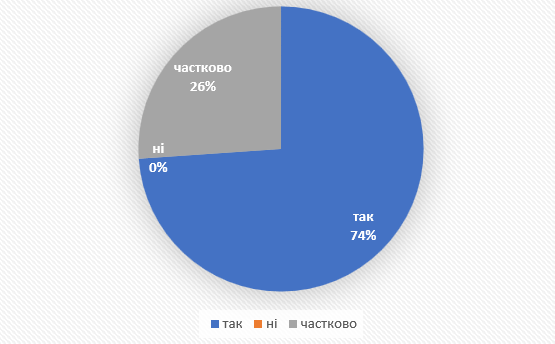 частково
26%
ні
0%
так
74%
так ні частково